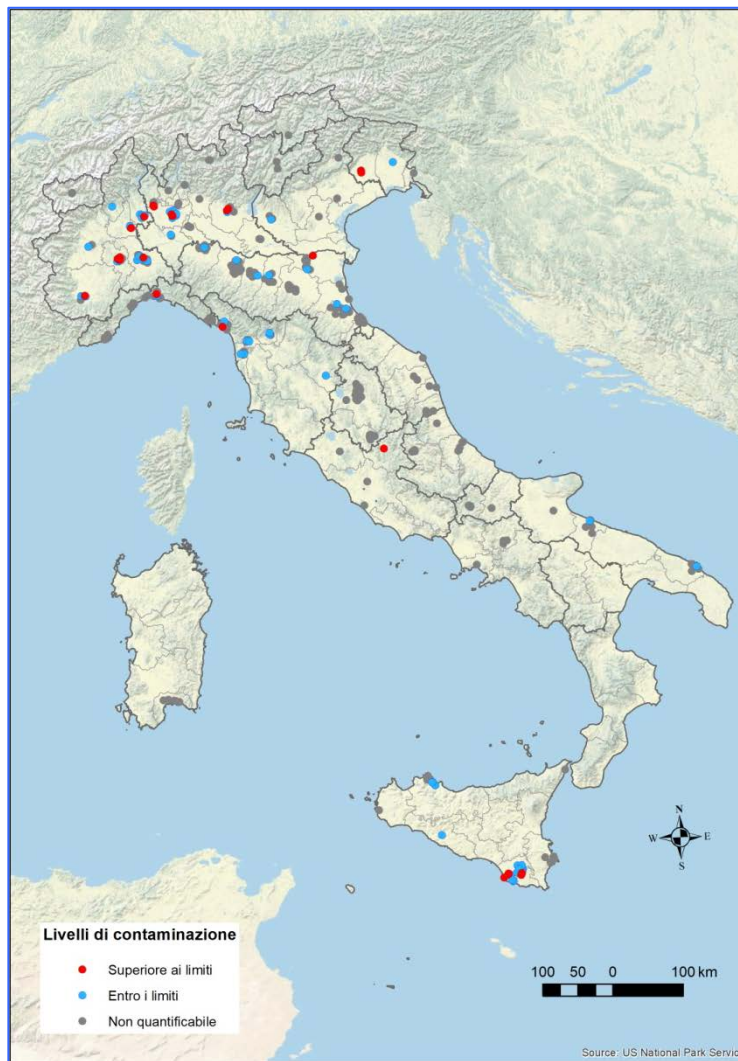 N
W E
S
Livelli di contaminazione
Superiore ai limiti
Entro i limiti
Non quantificabile
100 50 0 100 km
Source: US National Park Servic